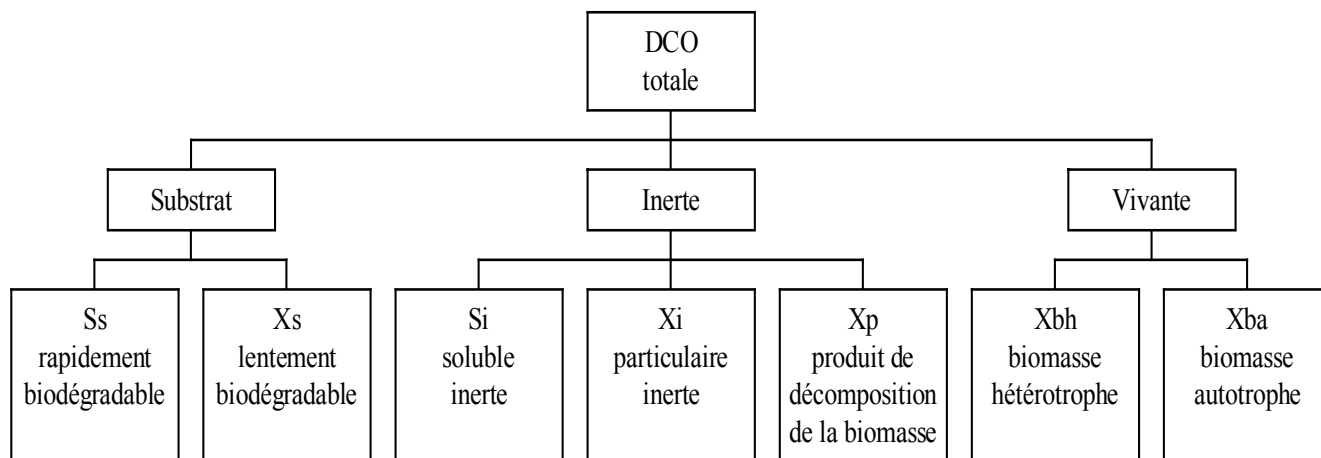 DCO
totale
Substrat
Inerte
Vivante
Ss
rapidement
biodégradable
Xs
lentement
biodégradable
Si
soluble
inerte
Xi
particulaire
inerte
Xp
produit de
décomposition
de la biomasse
Xbh
biomasse
hétérotrophe
Xba
biomasse
autotrophe